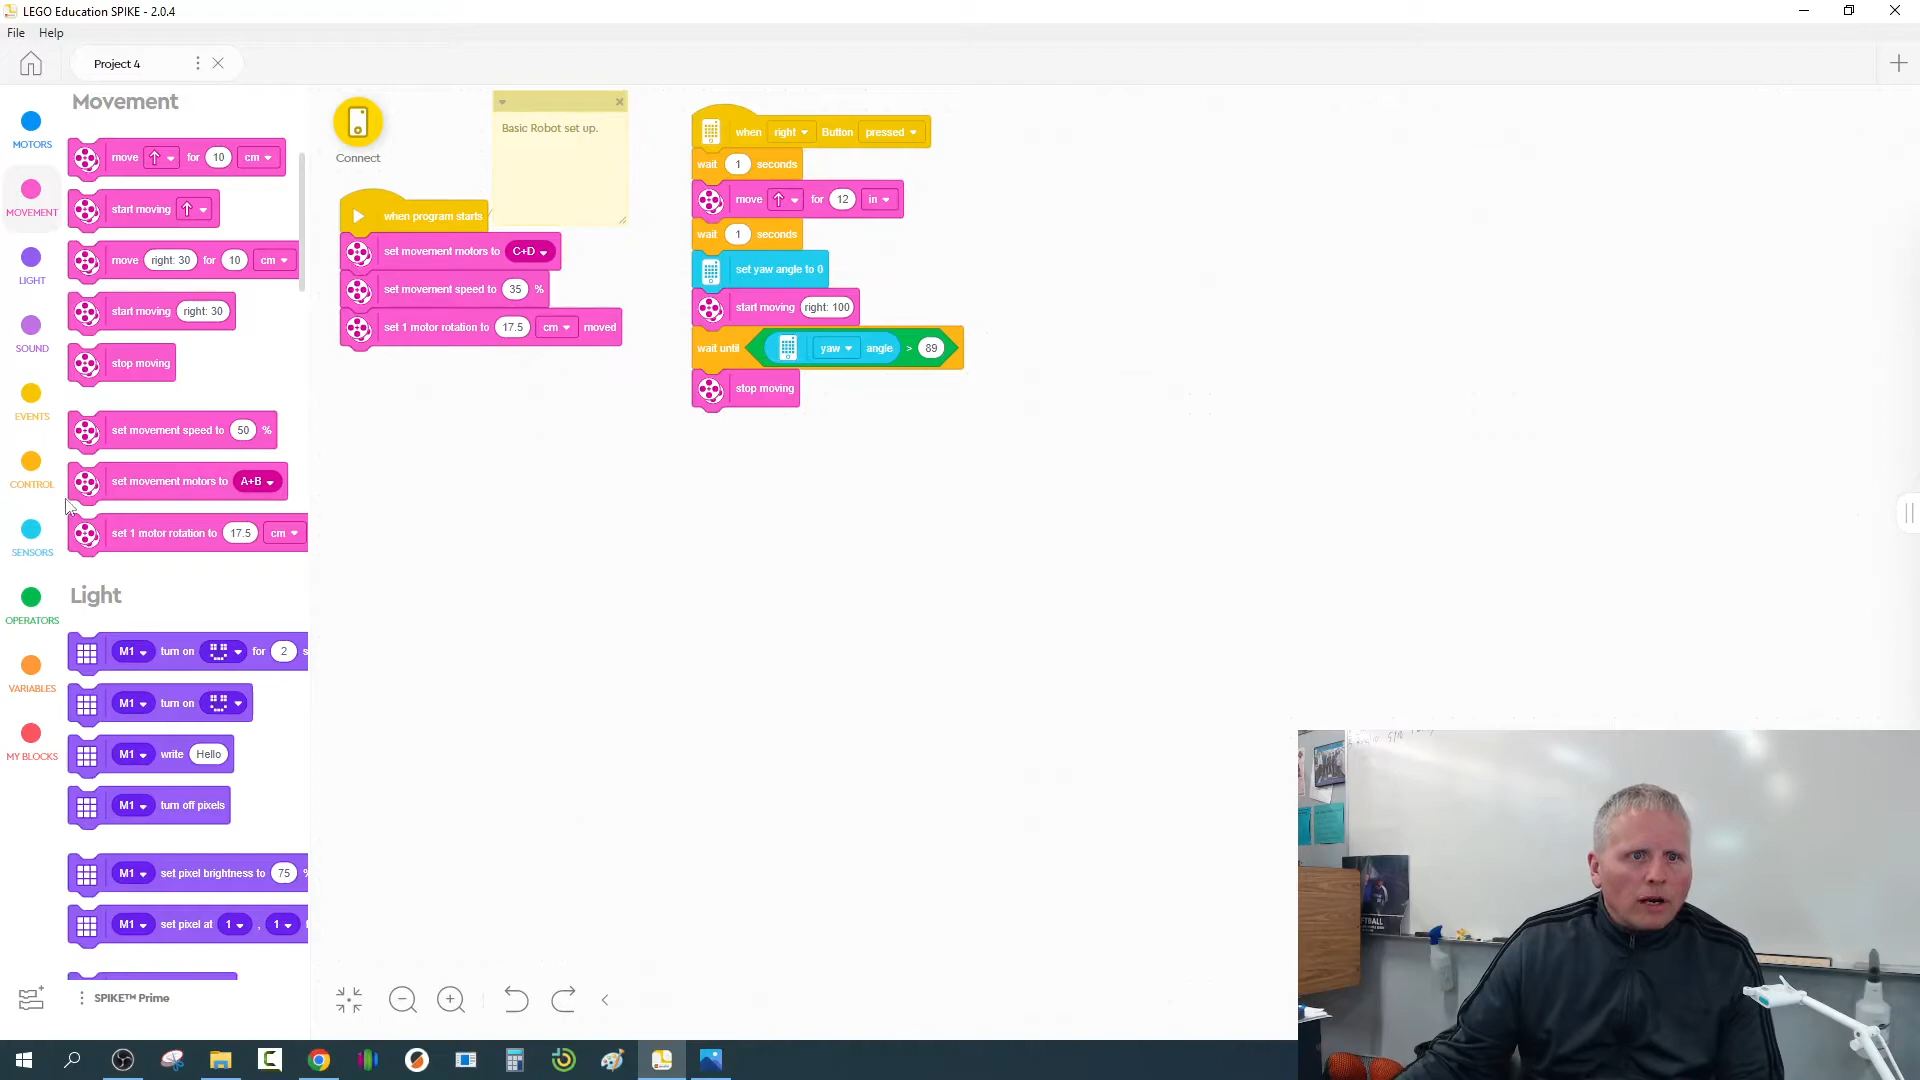 LEGO Education SPIKE - 2.0.4
File Help
Project 4
MOTORS
MOVEMENT
LIGHT
SOUND
EVENTS
CONTROL
SENSORS
OPERATORS
VARIABLES
MY BLOCKS
Movement
move for 10 cm
start moving
move right: 30 for 10 cm
start moving right: 30
stop moving
set movement speed to 50 %
set movement motors to A+B
set 1 motor rotation to 17.5 cm
Light
M1 turn on for 2 s
M1 turn on
M1 write Hello
M1 turn off pixels
M1 set pixel brightness to 75 %
M1 set pixel at 1 , 1
SPIKE™ Prime
Connect
Basic Robot set up.
when program starts
set movement motors to C+D
set movement speed to 35 %
set 1 motor rotation to 17.5 cm moved
when right Button pressed
wait 1 seconds
move for 12 in
wait 1 seconds
set yaw angle to 0
start moving right: 100
wait until yaw angle > 89
stop moving